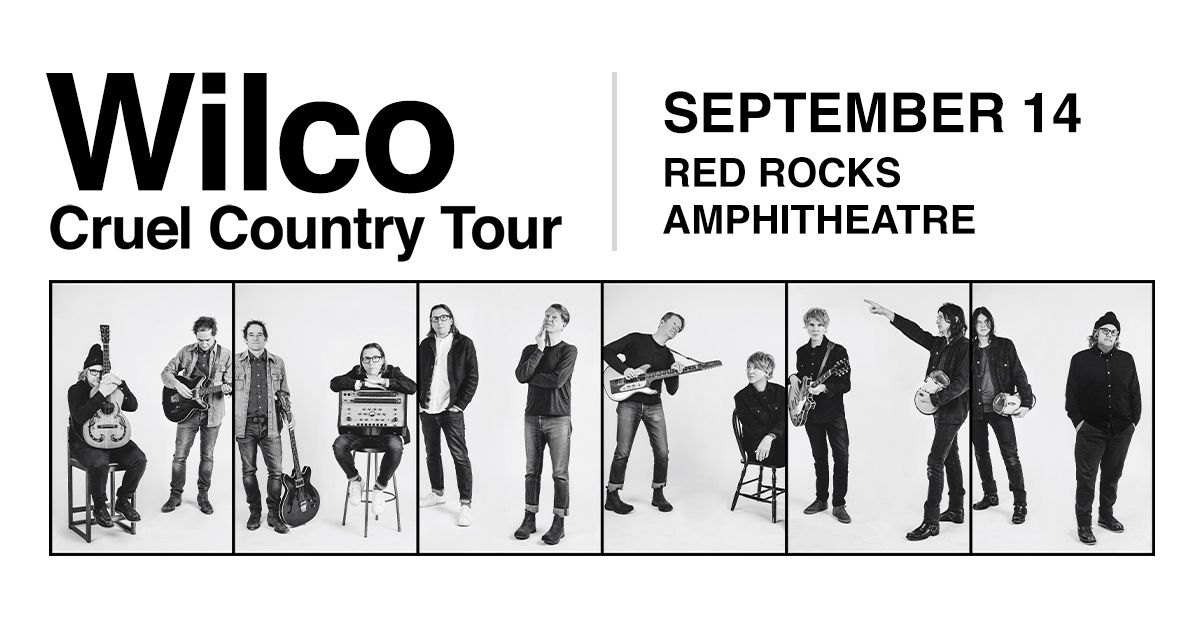 Wilco
Cruel Country Tour
SEPTEMBER 14
RED ROCKS
AMPHITHEATRE